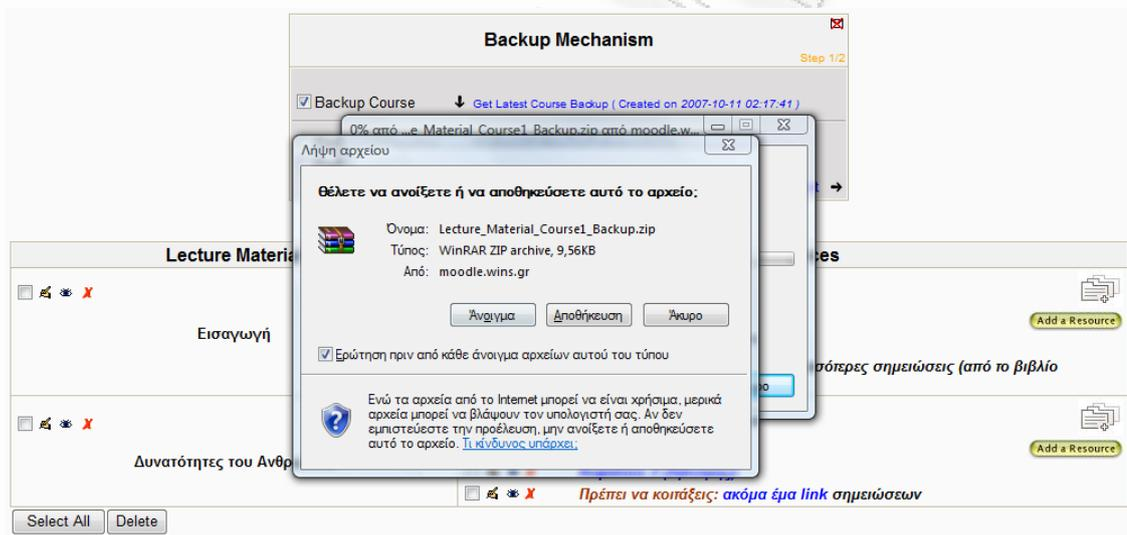 Backup Mechanism
Step 1/2
Backup Course
Get Latest Course Backup ( Created on 2007-10-11 02:17:41 )
0% από ...e_Material_Course1_Backup.zip από moodle.w...
Λήψη αρχείου
Θέλετε να ανοίξετε ή να αποθηκεύσετε αυτό το αρχείο;
Όνομα: Lecture_Material_Course1_Backup.zip
Τύπος: WinRAR ZIP archive, 9,56KB
Από: moodle.wins.gr
Άνοιγμα Αποθήκευση Άκυρο
Ερώτηση πριν από κάθε άνοιγμα αρχείων αυτού του τύπου
Ενώ τα αρχεία από το Internet μπορεί να είναι χρήσιμα, μερικά
αρχεία μπορεί να βλάψουν τον υπολογιστή σας. Αν δεν
εμπιστεύεστε την προέλευση, μην ανοίξετε ή αποθηκεύσετε
αυτό το αρχείο. Τι κίνδυνος υπάρχει;
Lecture Materia
ces
Add a Resource
Εισαγωγή
σότερες σημειώσεις (από το βιβλίο
Add a Resource
Δυνατότητες του Ανθρ
Πρέπει να κοιτάξεις: ακόμα έμα link σημειώσεων
Select All Delete